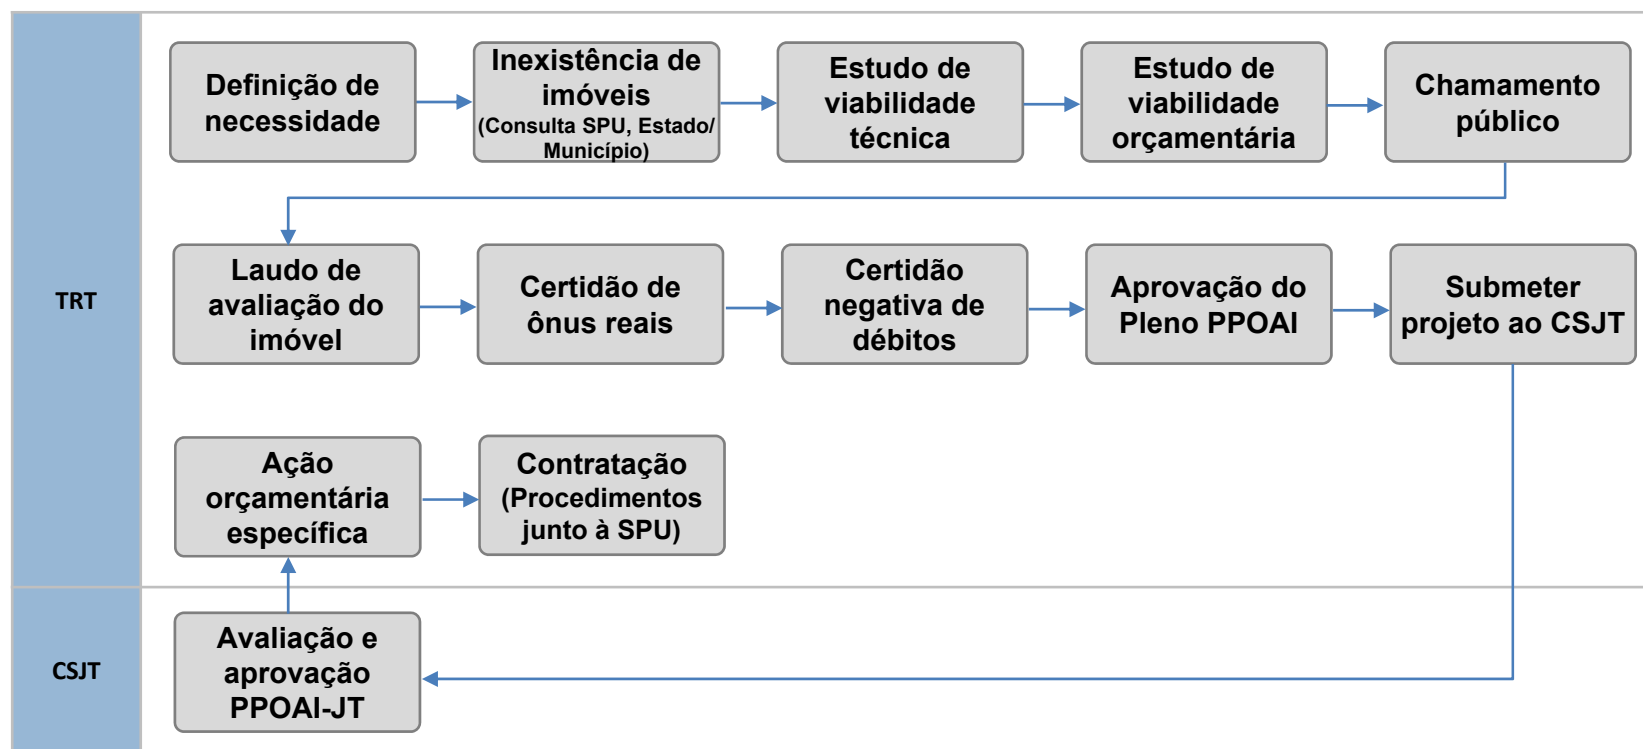 TRT
Definição de
necessidade
Inexistência de
imóveis
(Consulta SPU, Estado/
Município)
Estudo de
viabilidade
técnica
Estudo de
viabilidade
orçamentária
Chamamento
público
Laudo de
avaliação do
imóvel
Certidão de
ônus reais
Certidão
negativa de
débitos
Aprovação do
Pleno PPOAI
Submeter
projeto ao CSJT
Ação
orçamentária
específica
Contratação
(Procedimentos
junto à SPU)
CSJT
Avaliação e
aprovação
PPOAI-JT